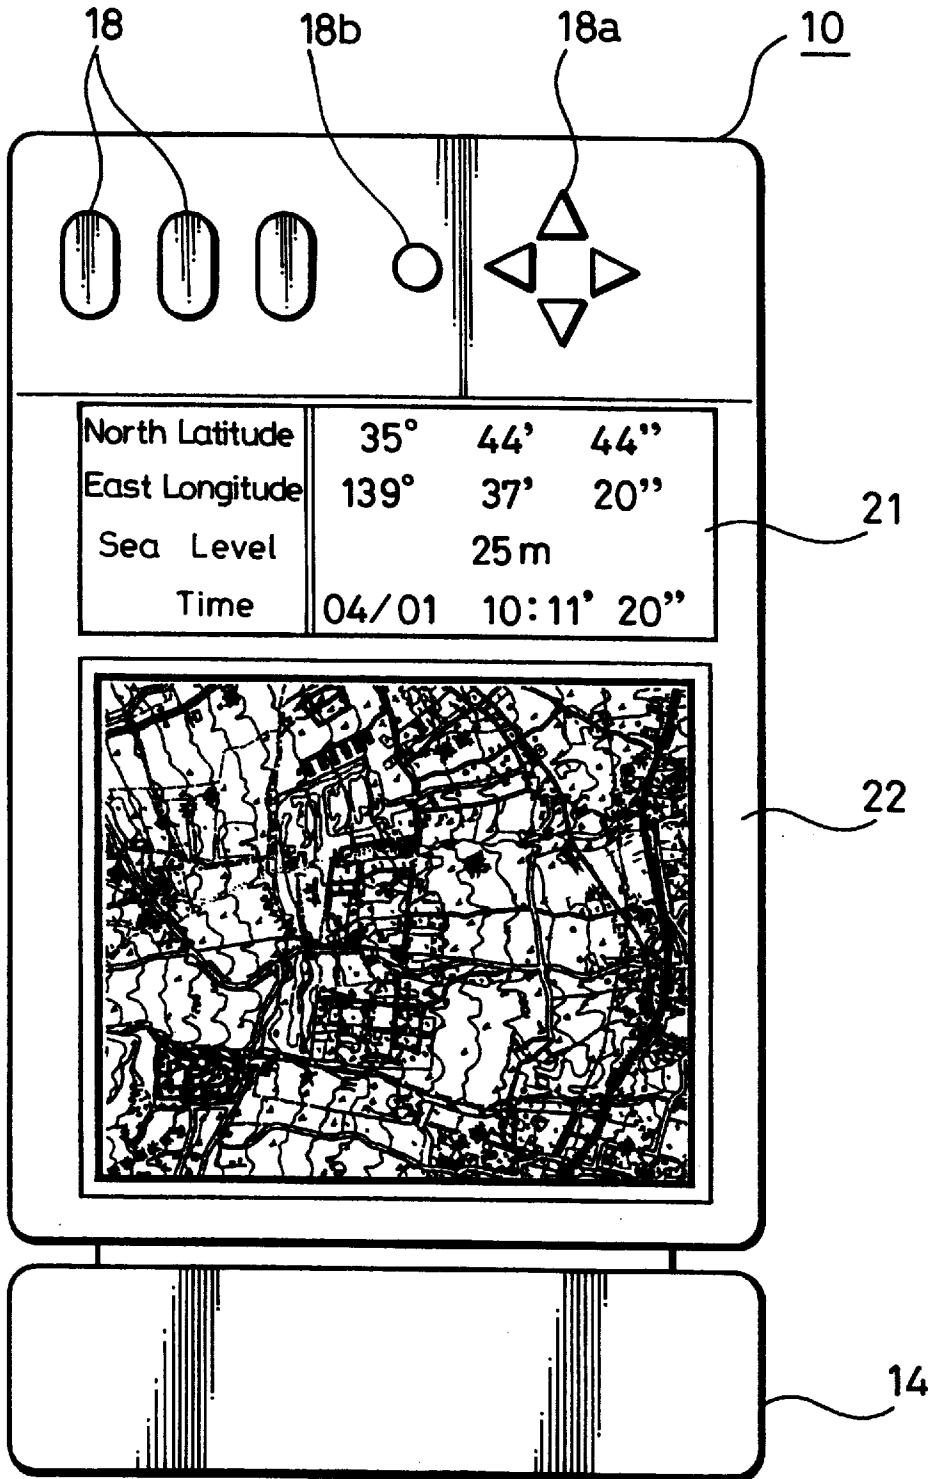 18 18b 18a 10
North Latitude 35° 44’ 44”
East Longitude 139° 37’ 20”
21
Sea Level 25 m
Time 04/01 10:11’ 20”
22
14